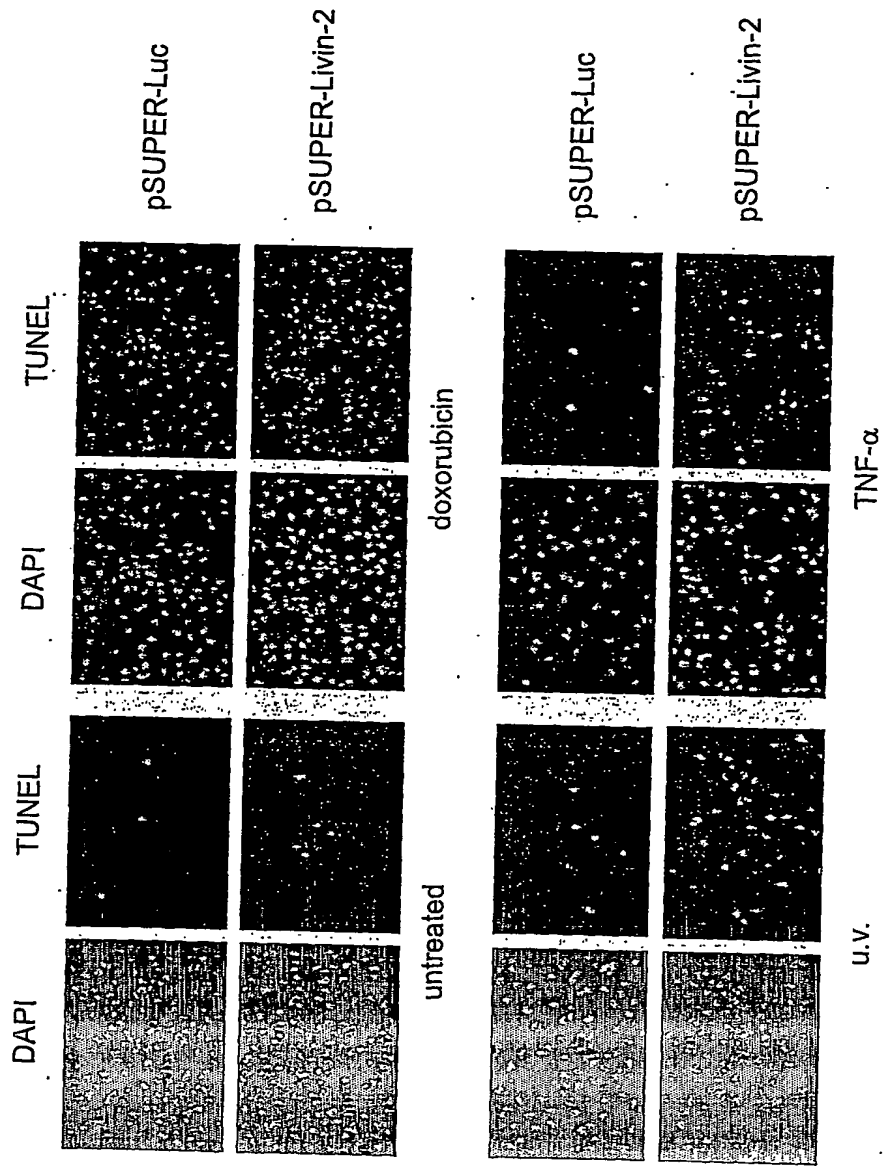 DAPI TUNEL DAPI TUNEL
pSUPER-Luc
pSUPER-Livin-2
untreated doxorubicin
pSUPER-Luc
pSUPER-Livin-2
u.v. TNF-α